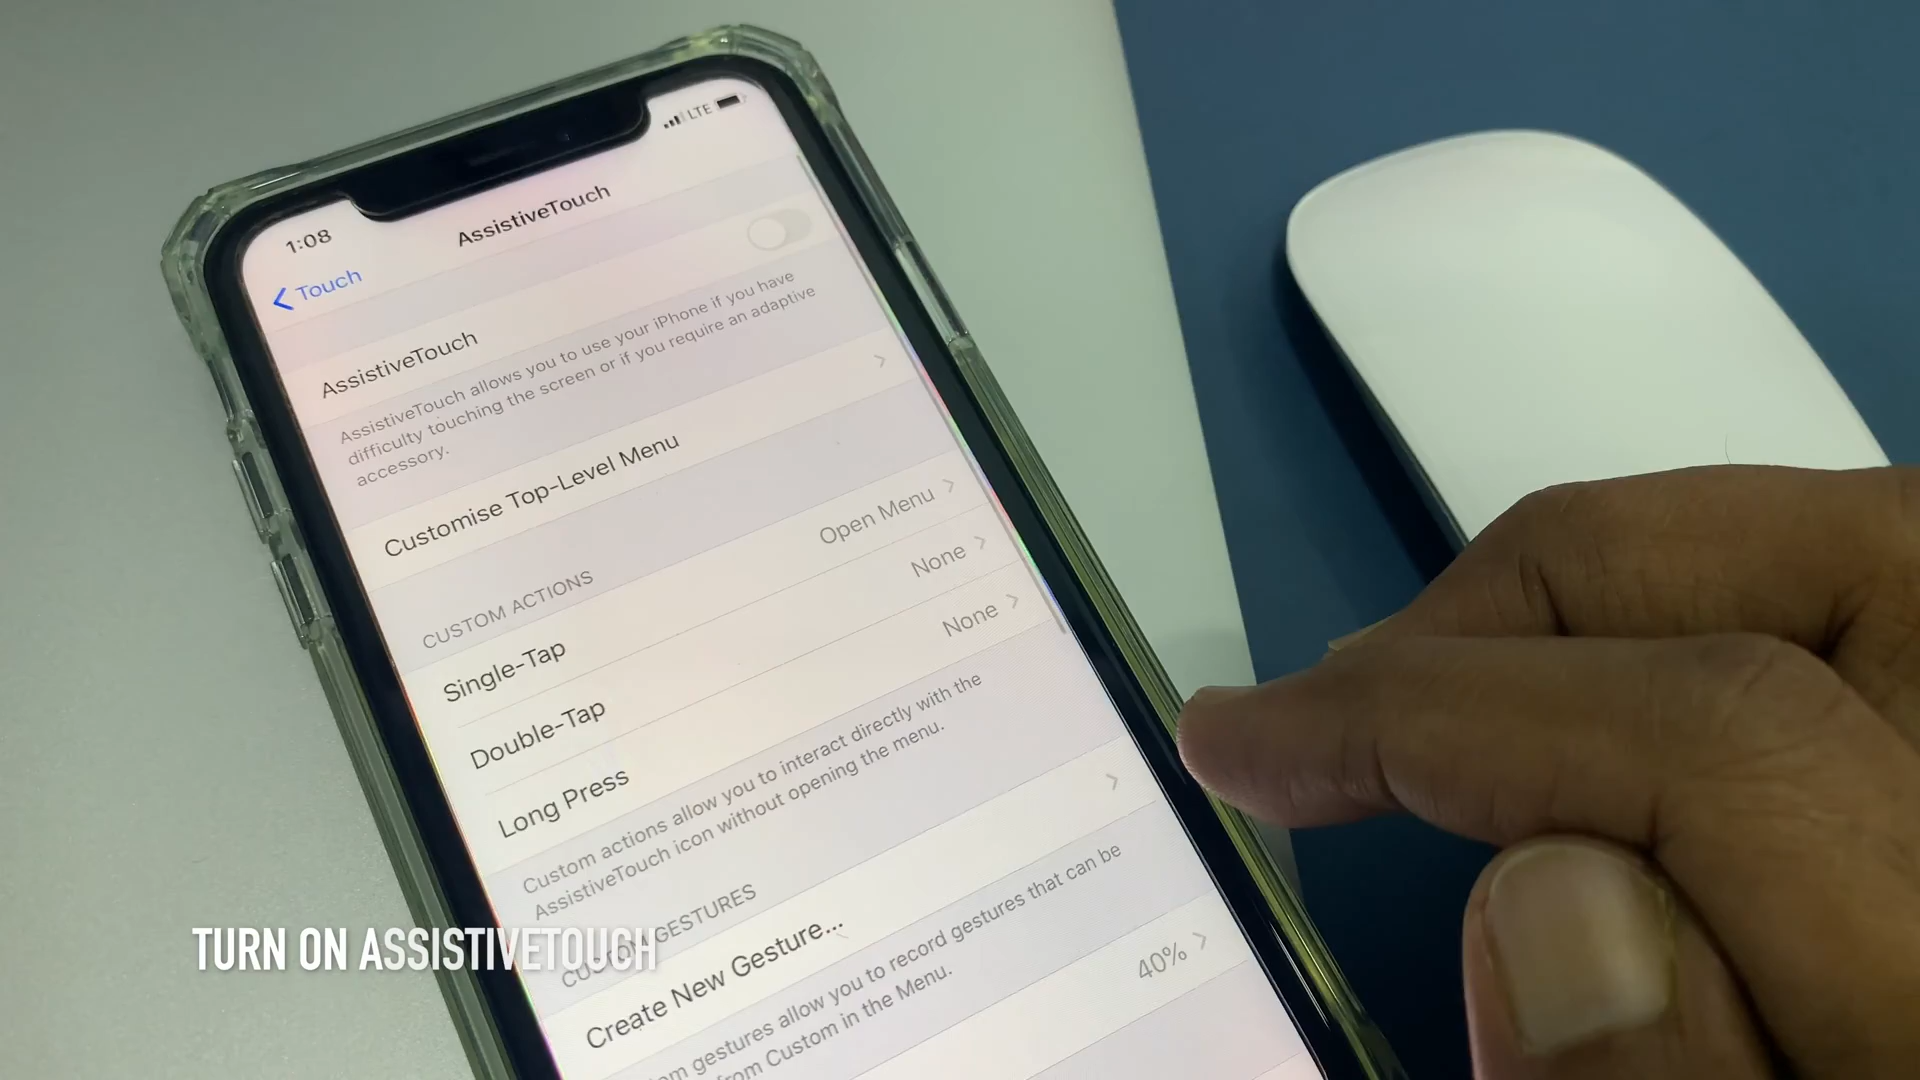 1:08
LTE
Touch
AssistiveTouch
AssistiveTouch
AssistiveTouch allows you to use your iPhone if you have
difficulty touching the screen or if you require an adaptive
accessory.
Customise Top-Level Menu
CUSTOM ACTIONS
Single-Tap Open Menu
Double-Tap None
Long Press None
Custom actions allow you to interact directly with the
AssistiveTouch icon without opening the menu.
CUSTOM GESTURES
Create New Gesture...
gestures allow you to record gestures that can be
from Custom in the Menu.
40%
TURN ON ASSISTIVETOUCH